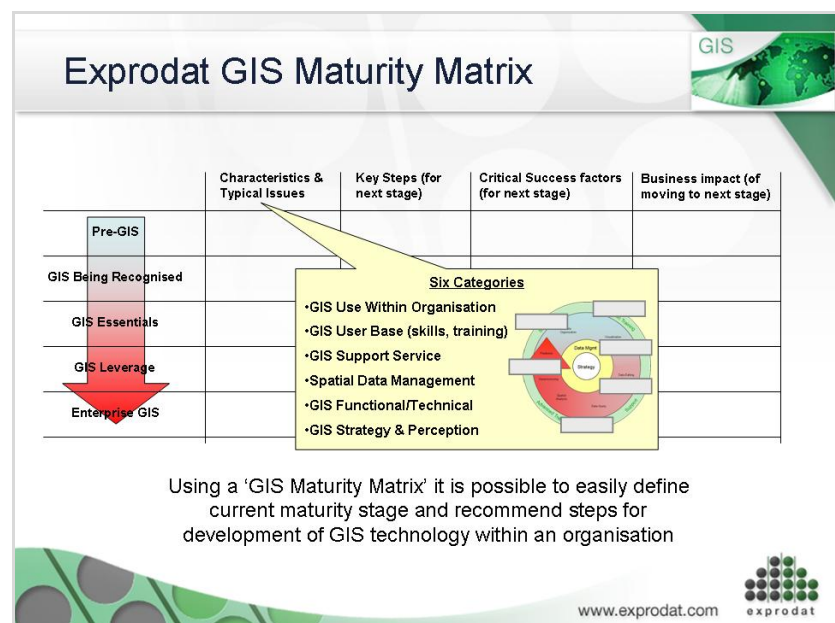 Exprodat GIS Maturity Matrix
GIS
Characteristics &
Typical Issues
Key Steps (for
next stage)
Critical Success factors
(for next stage)
Business impact (of
moving to next stage)
Pre-GIS
GIS Being Recognised
GIS Essentials
GIS Leverage
Enterprise GIS
Six Categories
•GIS Use Within Organisation
•GIS User Base (skills, training)
•GIS Support Service
•Spatial Data Management
•GIS Functional/Technical
•GIS Strategy & Perception
Data Mgmt
Strategy
Support
Using a ‘GIS Maturity Matrix’ it is possible to easily define
current maturity stage and recommend steps for
development of GIS technology within an organisation
www.exprodat.com
exprodat